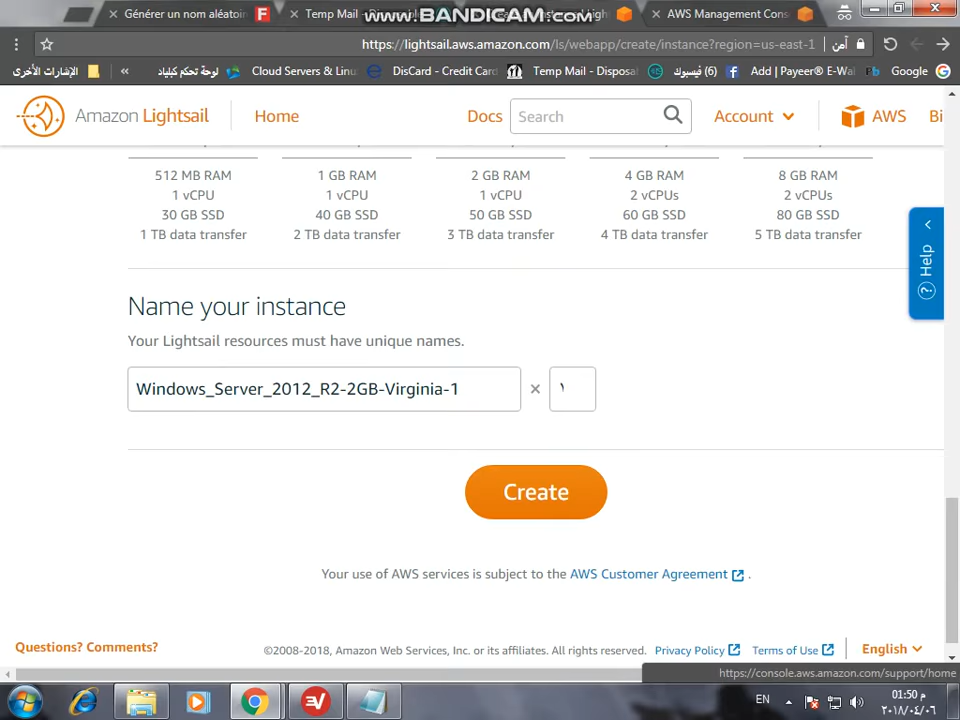 Générer un nom aléatoir
Temp Mail - D
www.BANDICAM.com
AWS Management Cons
https://lightsail.aws.amazon.com/ls/webapp/create/instance?region=us-east-1
آمن
الإشارات الأخرى
«
لوحة تحكم كيليايد
Cloud Servers & Linu
DisCard - Credit Card
Temp Mail - Disposal
(6) فيسبوك
Add | Payeer® E-Wal
Google
Amazon Lightsail
Home
Docs
Search
Account
AWS
Bi
512 MB RAM
1 vCPU
30 GB SSD
1 TB data transfer
1 GB RAM
1 vCPU
40 GB SSD
2 TB data transfer
2 GB RAM
1 vCPU
50 GB SSD
3 TB data transfer
4 GB RAM
2 vCPUs
60 GB SSD
4 TB data transfer
8 GB RAM
2 vCPUs
80 GB SSD
5 TB data transfer
? Help
Name your instance
Your Lightsail resources must have unique names.
Windows_Server_2012_R2-2GB-Virginia-1
×
١
Create
Your use of AWS services is subject to the AWS Customer Agreement .
Questions? Comments?
©2008-2018, Amazon Web Services, Inc. or its affiliates. All rights reserved.
Privacy Policy
Terms of Use
English
https://console.aws.amazon.com/support/home
EN
01:50 م
٢٠١٨/٠٤/٠٦